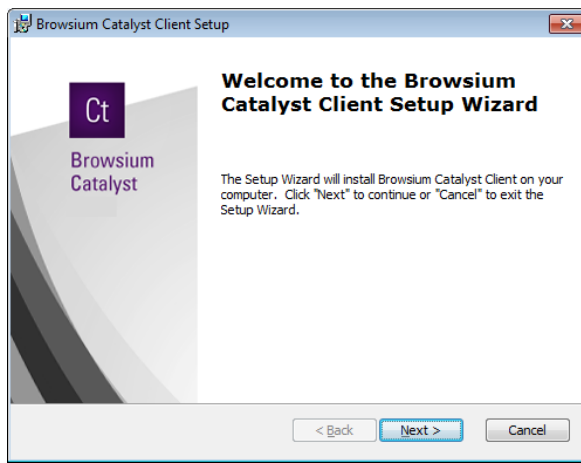 Browsium Catalyst Client Setup
Ct
Browsium
Catalyst
Welcome to the Browsium
Catalyst Client Setup Wizard
The Setup Wizard will install Browsium Catalyst Client on your
computer. Click "Next" to continue or "Cancel" to exit the
Setup Wizard.
< Back
Next >
Cancel